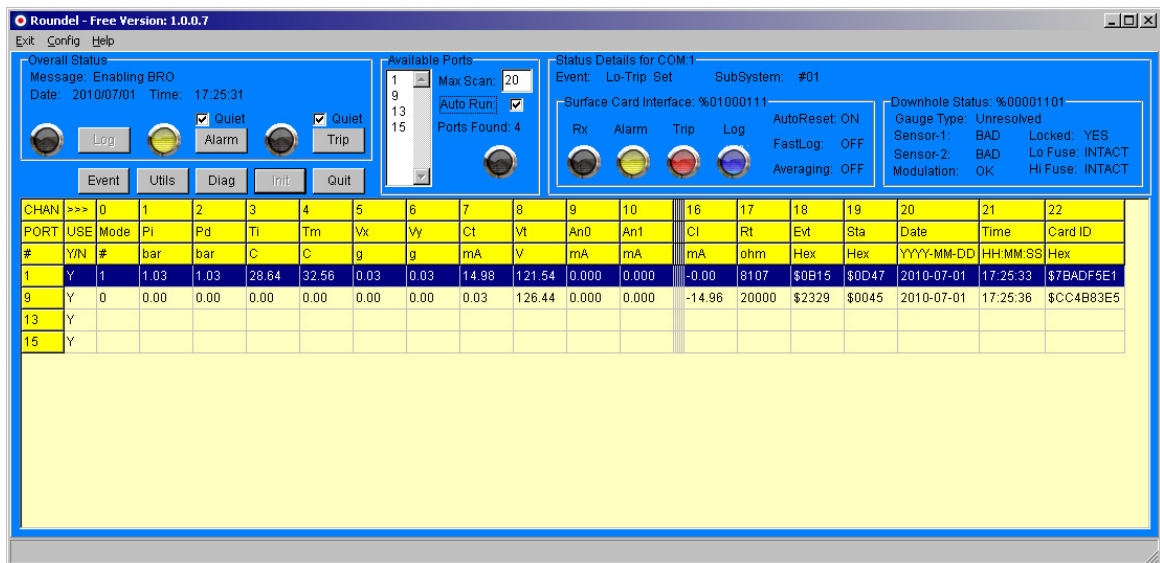 Roundel - Free Version: 1.0.0.7
Exit Config Help
Overall Status
Message: Enabling BRO
Date: 2010/07/01 Time: 17:25:31
Quiet Quiet
Log Alarm Trip
Event Utils Diag Init Quit
Available Ports
1
9
13
15
Max Scan: 20
Auto Run:
Ports Found: 4
Status Details for COM:1
Event: Lo-Trip Set SubSystem: #01
Surface Card Interface: %01000111
Rx Alarm Trip Log
AutoReset: ON
FastLog: OFF
Averaging: OFF
Downhole Status: %00001101
Gauge Type: Unresolved
Sensor-1: BAD Locked: YES
Sensor-2: BAD Lo Fuse: INTACT
Modulation: OK Hi Fuse: INTACT
CHAN >>> 0 1 2 3 4 5 6 7 8 9 10 16 17 18 19 20 21 22
PORT USE Mode Pi Pd Ti Tm Vx Vy Ct Vt An0 An1 Cl Rt Evt Sta Date Time Card ID
# Y/N # bar bar C C g g mA V mA mA mA ohm Hex Hex YYYY-MM-DD HH:MM:SS Hex
1 Y 1 1.03 1.03 28.64 32.56 0.03 0.03 14.98 121.54 0.000 0.000 -0.00 8107 $0B15 $0D47 2010-07-01 17:25:33 $7BADF5E1
9 Y 0 0.00 0.00 0.00 0.00 0.00 0.00 0.03 126.44 0.000 0.000 -14.96 20000 $2329 $0045 2010-07-01 17:25:36 $CC4B83E5
13 Y
15 Y